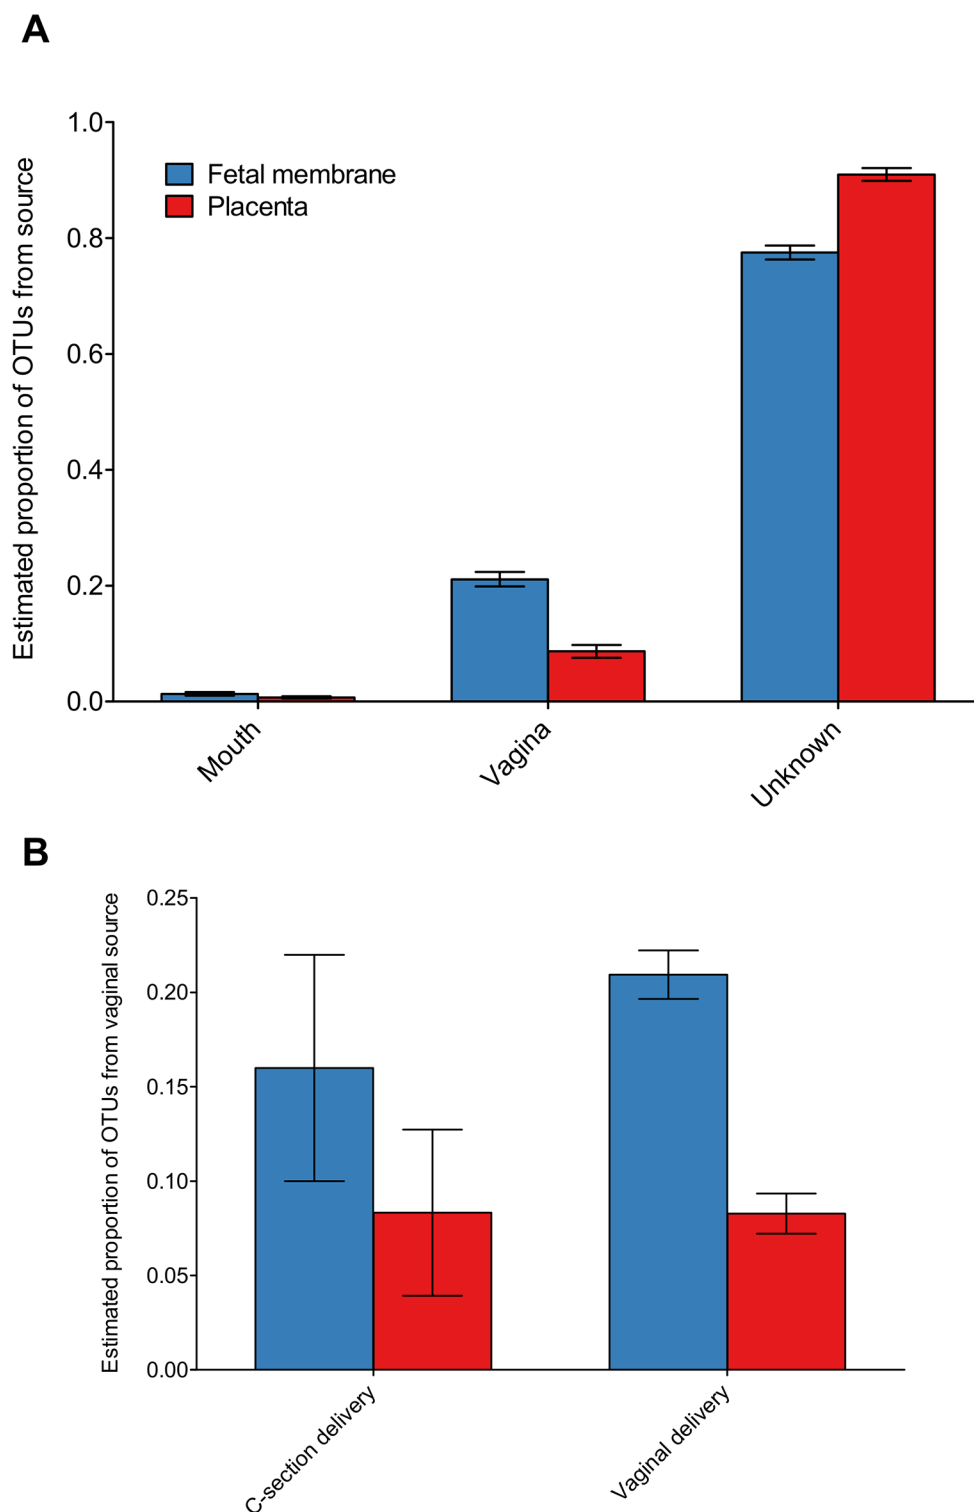 A
Estimated proportion of OTUs from source
1.0
0.8
0.6
0.4
0.2
0.0
Fetal membrane
Placenta
Mouth
Vagina
Unknown
B
Estimated proportion of OTUs from vaginal source
0.25
0.20
0.15
0.10
0.05
0.00
C-section delivery
Vaginal delivery